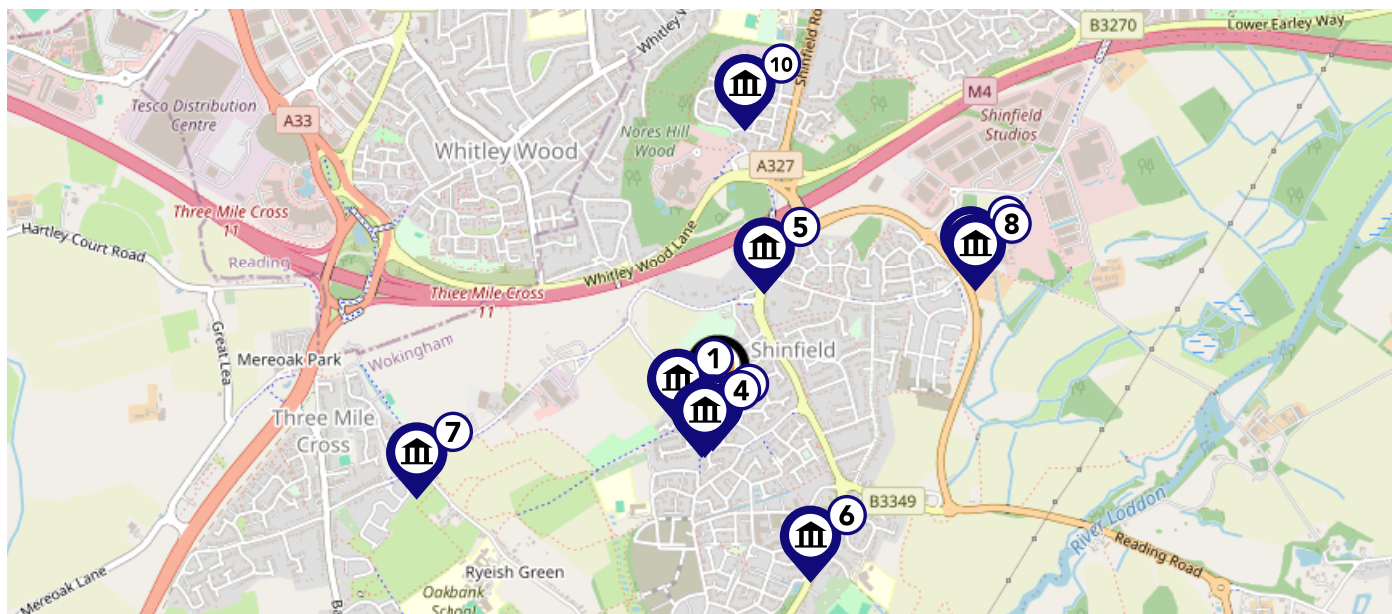 B3270
Lower Earley Way
Whitley
Shinfield Ro
10
M4
Tesco Distribution
Centre
A33
Shinfield
Studios
Nores Hill
Wood
Whitley Wood
A327
Three Mile Cross
11
Hartley Court Road
5
8
Reading
Whitley Wood Lane
Three Mile Cross
11
Great Lea
Mereoak Park
Wokingham
1
Shinfield
4
Three Mile
Cross
7
B3349
6
River Loddon
Reading Road
Ryeish Green
Mereoak Lane
Oakbank
School
Ba